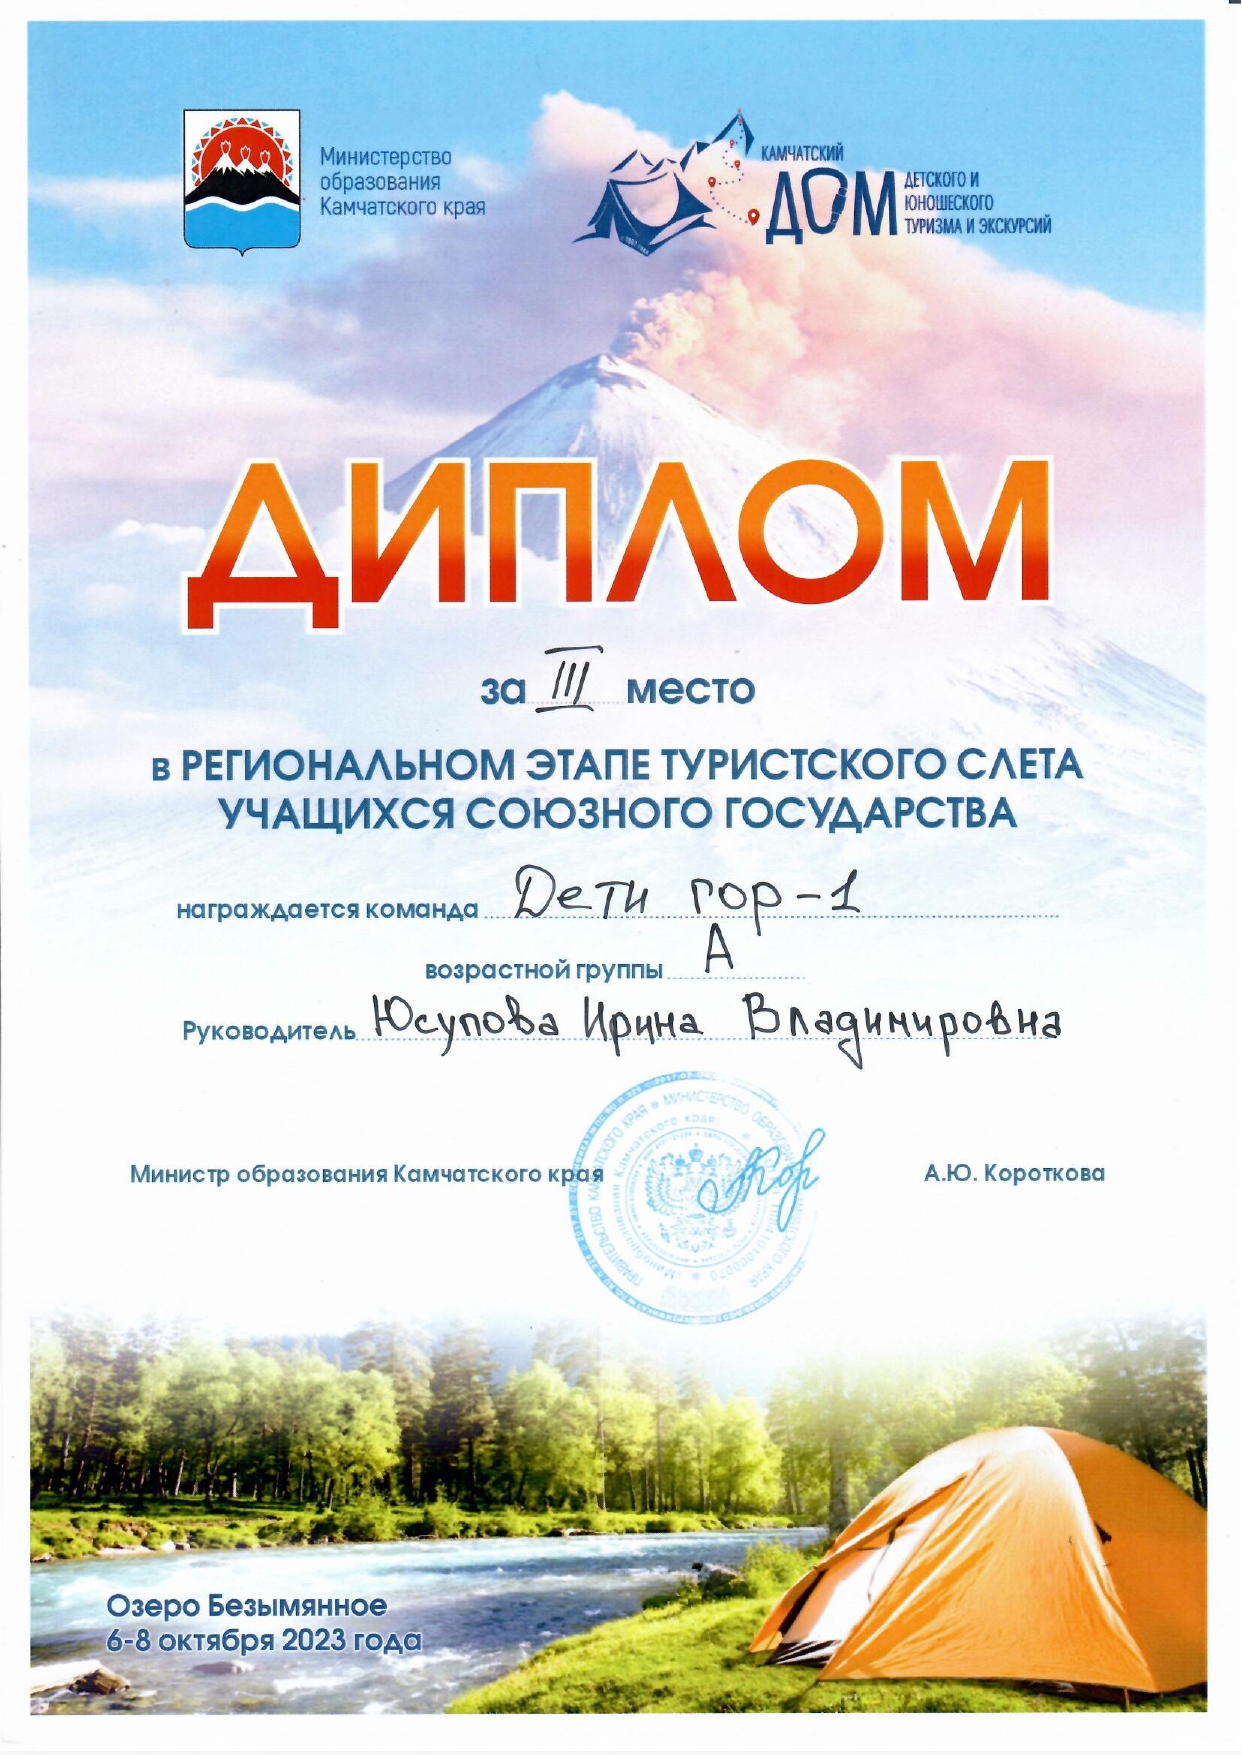 Министерство
образования
Камчатского края
КАМЧАТСКИЙ
ДОМ
ДЕТСКОГО И
ЮНОШЕСКОГО
ТУРИЗМА И ЭКСКУРСИЙ
ДИПЛОМ
за III место
в РЕГИОНАЛЬНОМ ЭТАПЕ ТУРИСТСКОГО СЛЕТА
УЧАЩИХСЯ СОЮЗНОГО ГОСУДАРСТВА
награждается команда Дети гор-1
возрастной группы А
Руководитель Юсупова Ирина Владимировна
Министр образования Камчатского края
А.Ю. Короткова
Озеро Безымянное
6-8 октября 2023 года